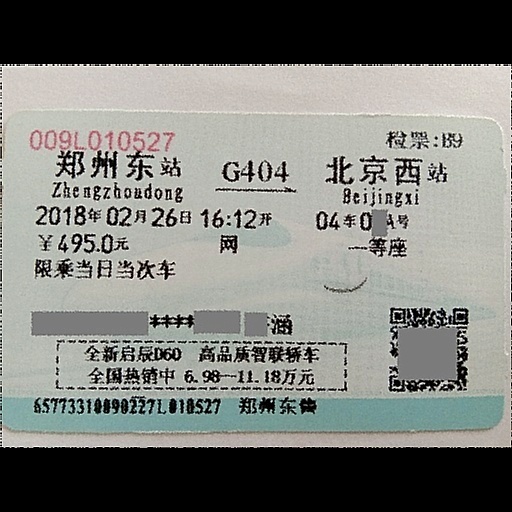 009L010527 检票:B9
郑州东站 G404 北京西站
Zhengzhoudong Beijingxi
2018年02月26日 16:12开 04车0 A号
￥495.0元 网 一等座
限乘当日当次车
**** 涵
全新启辰D60 高品质智联轿车
全国热销中 6.98—11.18万元
6577331009 0227L010527 郑州东售